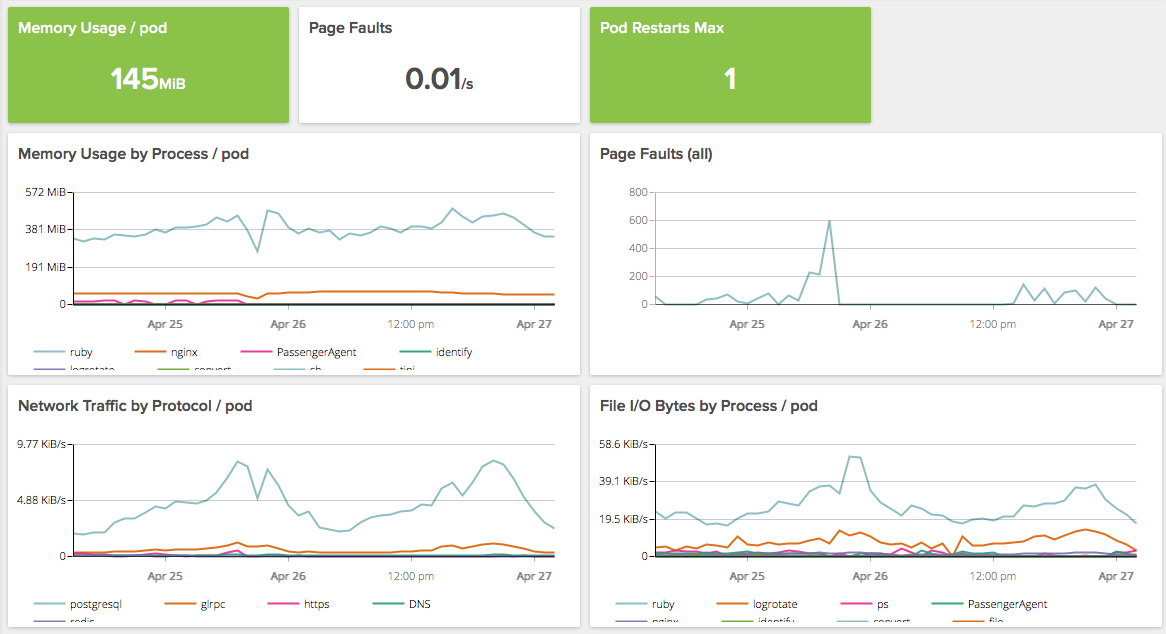 Memory Usage / pod
145MiB
Page Faults
0.01/s
Pod Restarts Max
1
Memory Usage by Process / pod
572 MiB
381 MiB
191 MiB
0
Apr 25 Apr 26 12:00 pm Apr 27
ruby nginx PassengerAgent identify
logrotate convert sh tini
Page Faults (all)
800
600
400
200
0
Apr 25 Apr 26 12:00 pm Apr 27
Network Traffic by Protocol / pod
9.77 KiB/s
4.88 KiB/s
0
Apr 25 Apr 26 12:00 pm Apr 27
postgresql glrpc https DNS
redis
File I/O Bytes by Process / pod
58.6 KiB/s
39.1 KiB/s
19.5 KiB/s
0
Apr 25 Apr 26 12:00 pm Apr 27
ruby logrotate ps PassengerAgent
nginx identify convert file